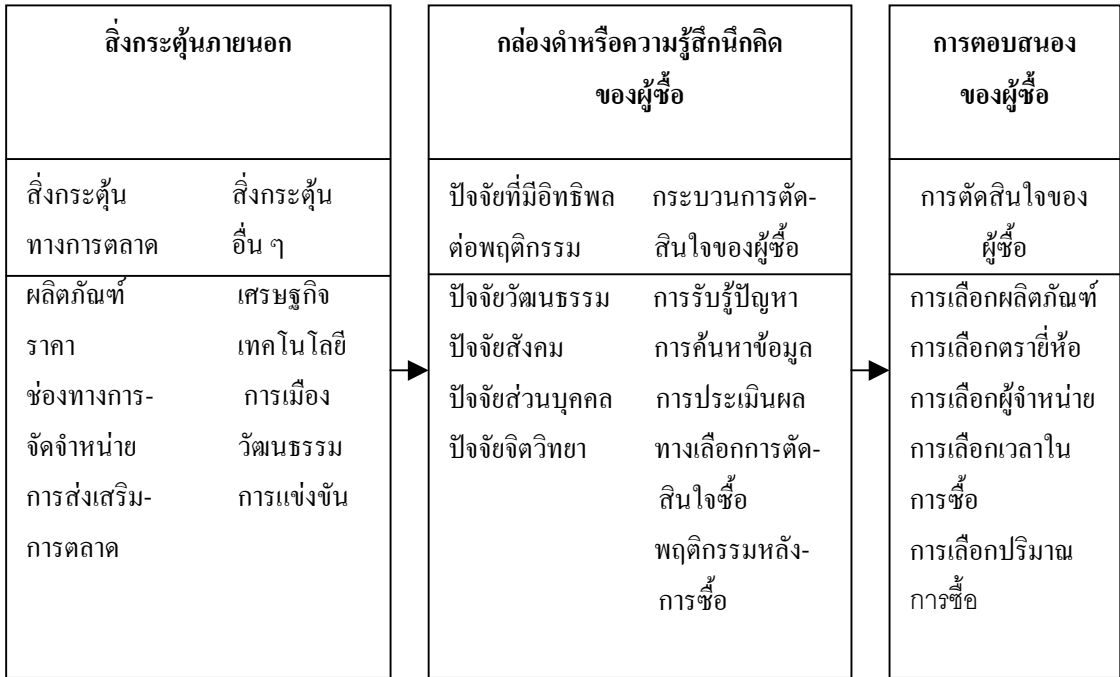 สิ่งกระตุ้นภายนอก
สิ่งกระตุ้น
ทางการตลาด
สิ่งกระตุ้น
อื่น ๆ
ผลิตภัณฑ์
ราคา
ช่องทางการ-
จัดจำหน่าย
การส่งเสริม-
การตลาด
เศรษฐกิจ
เทคโนโลยี
การเมือง
วัฒนธรรม
การแข่งขัน
กล่องดำหรือความรู้สึกนึกคิด
ของผู้ซื้อ
ปัจจัยที่มีอิทธิพล
ต่อพฤติกรรม
กระบวนการตัด-
สินใจของผู้ซื้อ
ปัจจัยวัฒนธรรม
ปัจจัยสังคม
ปัจจัยส่วนบุคคล
ปัจจัยจิตวิทยา
การรับรู้ปัญหา
การค้นหาข้อมูล
การประเมินผล
ทางเลือกการตัด-
สินใจซื้อ
พฤติกรรมหลัง-
การซื้อ
การตอบสนอง
ของผู้ซื้อ
การตัดสินใจของ
ผู้ซื้อ
การเลือกผลิตภัณฑ์
การเลือกตรายี่ห้อ
การเลือกผู้จำหน่าย
การเลือกเวลาใน
การซื้อ
การเลือกปริมาณ
การซื้อ